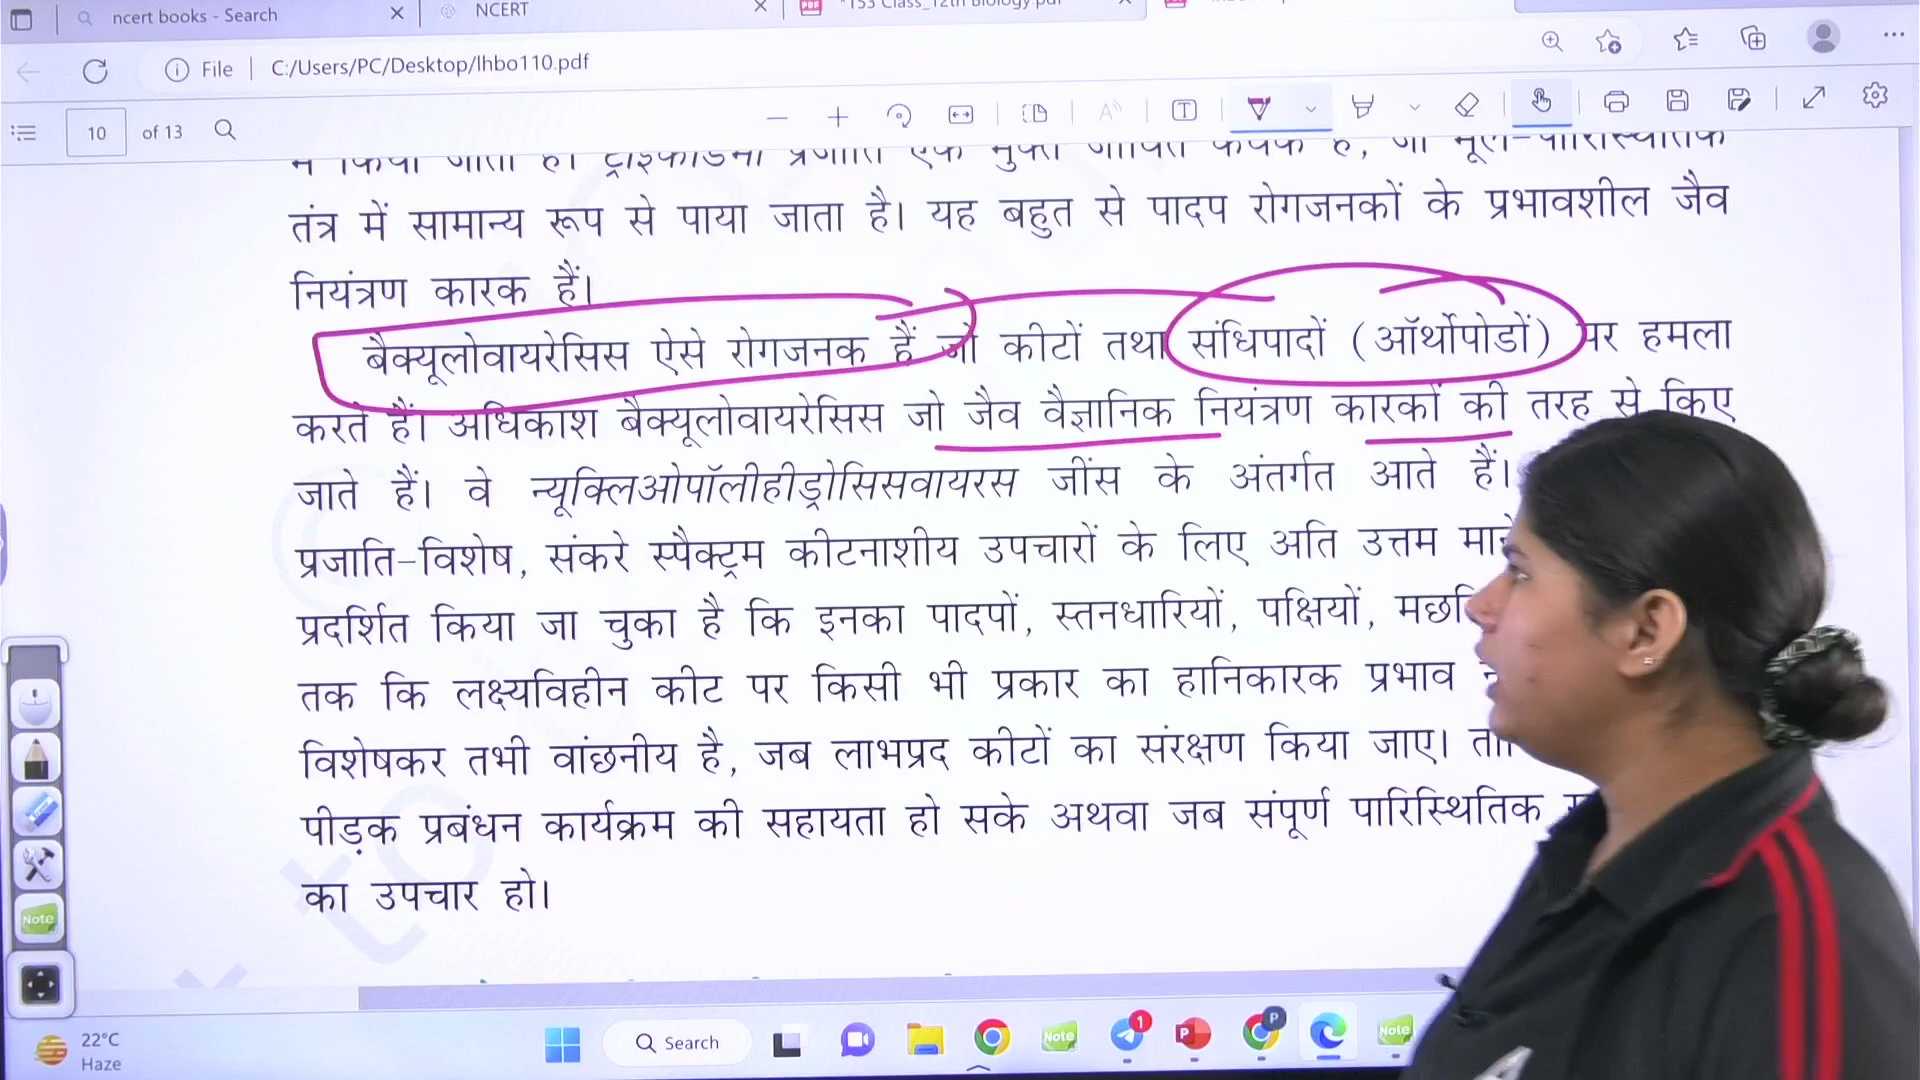 ncert books - Search
NCERT
File
C:/Users/PC/Desktop/lhbo110.pdf
10 of 13
तंत्र में सामान्य रूप से पाया जाता है। यह बहुत से पादप रोगजनकों के प्रभावशील जैव
नियंत्रण कारक हैं।
बैक्यूलोवायरेसिस ऐसे रोगजनक हैं जो कीटों तथा संधिपादों (ऑर्थोपोडों) पर हमला
करते हैं। अधिकाश बैक्यूलोवायरेसिस जो जैव वैज्ञानिक नियंत्रण कारकों की तरह से किए
जाते हैं। वे न्यूक्लिओपॉलीहीड्रोसिसवायरस जींस के अंतर्गत आते हैं।
प्रजाति-विशेष, संकरे स्पैक्ट्रम कीटनाशीय उपचारों के लिए अति उत्तम
प्रदर्शित किया जा चुका है कि इनका पादपों, स्तनधारियों, पक्षियों,
तक कि लक्ष्यविहीन कीट पर किसी भी प्रकार का हानिकारक प्रभाव
विशेषकर तभी वांछनीय है, जब लाभप्रद कीटों का संरक्षण किया जाए।
पीड़क प्रबंधन कार्यक्रम की सहायता हो सके अथवा जब संपूर्ण पारिस्थितिक
का उपचार हो।
Note
22°C
Haze
Search
Note
1
P
P
Note